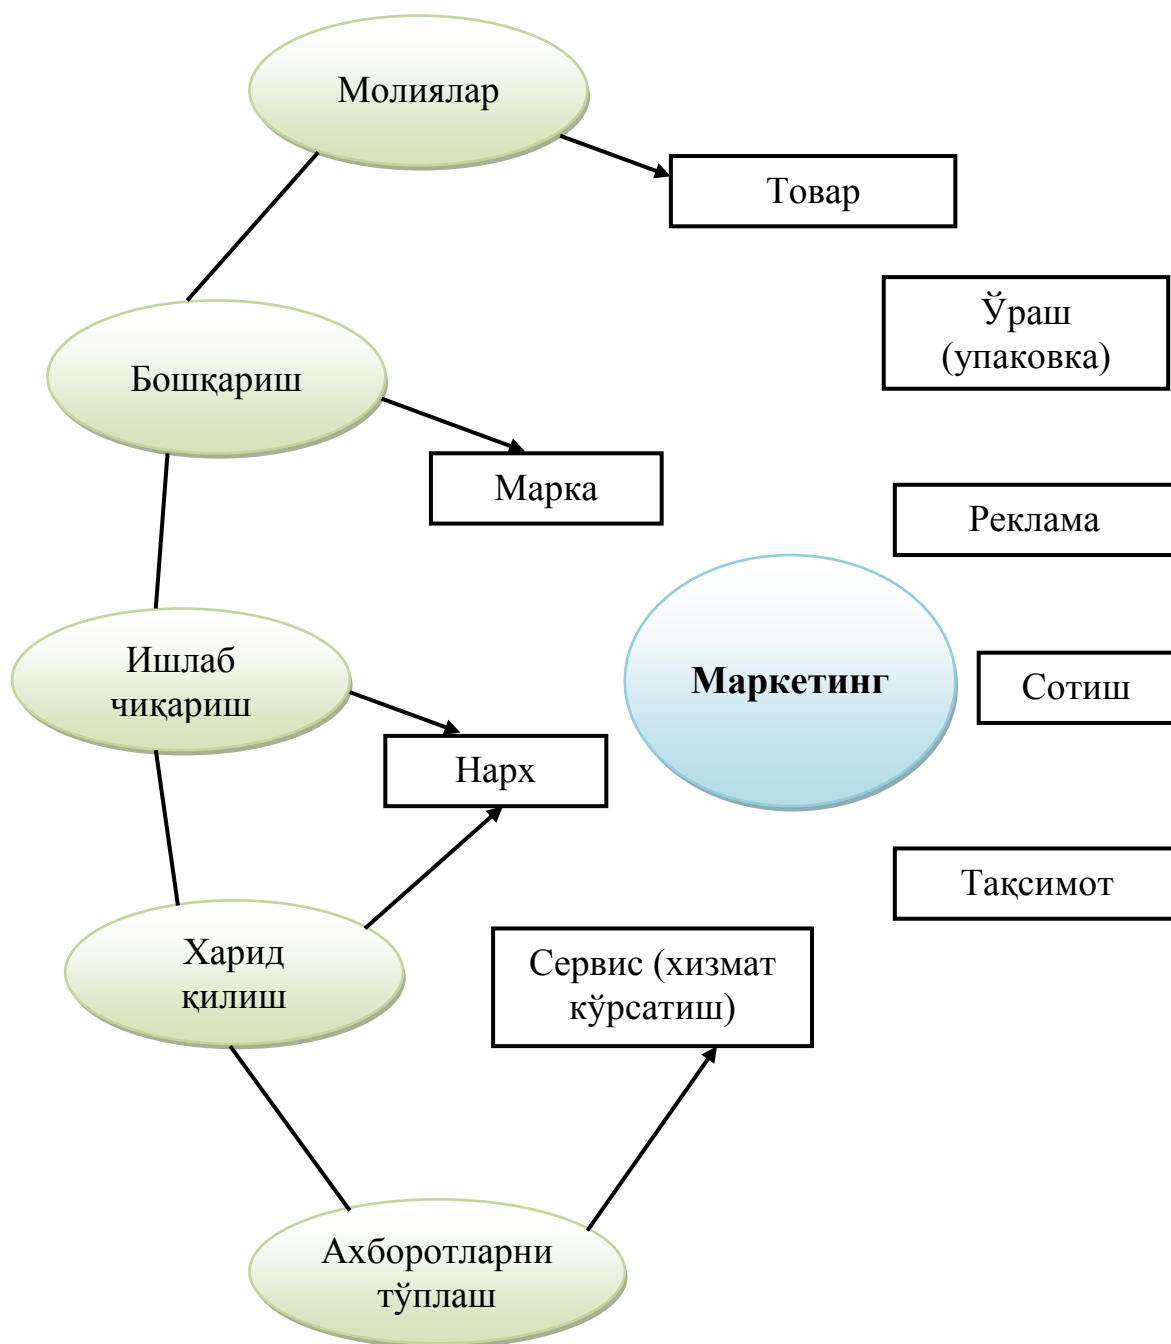 Молиялар
Товар
Ўраш
(упаковка)
Бошқариш
Марка
Реклама
Ишлаб
чиқариш
Маркетинг
Сотиш
Нарх
Тақсимот
Харид
қилиш
Сервис (хизмат
кўрсатиш)
Ахборотларни
тўплаш